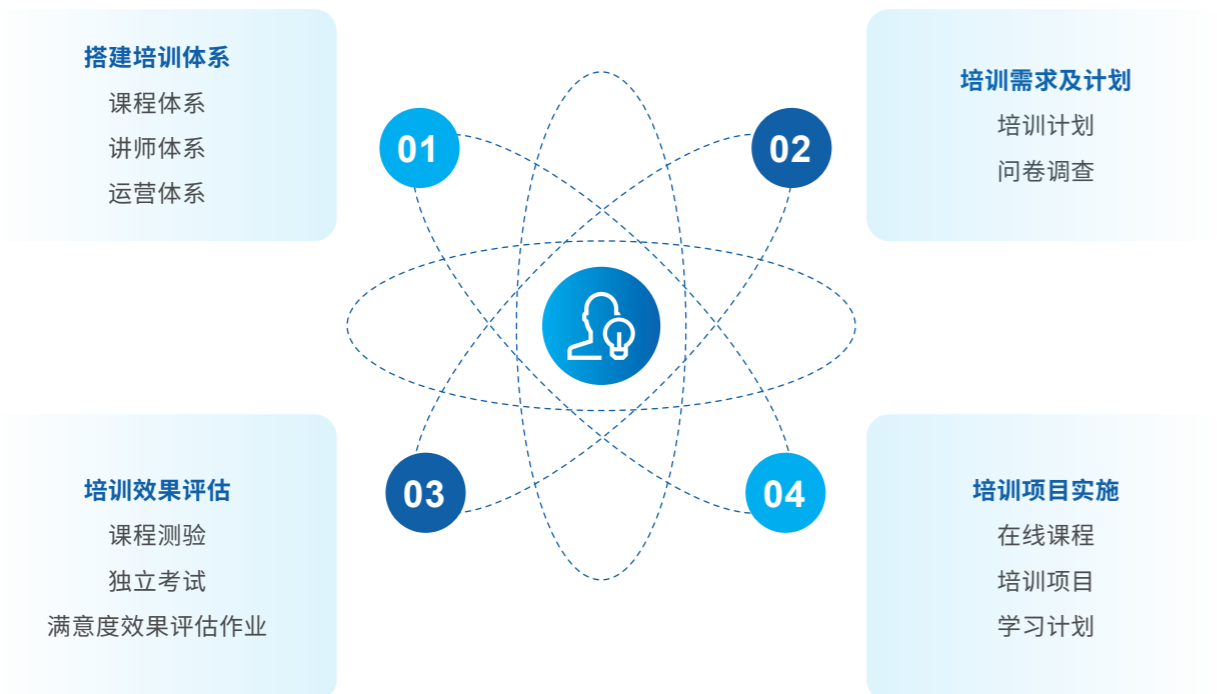 搭建培训体系
课程体系
讲师体系
运营体系
01
02
培训需求及计划
培训计划
问卷调查
培训效果评估
课程测验
独立考试
满意度效果评估作业
03
04
培训项目实施
在线课程
培训项目
学习计划